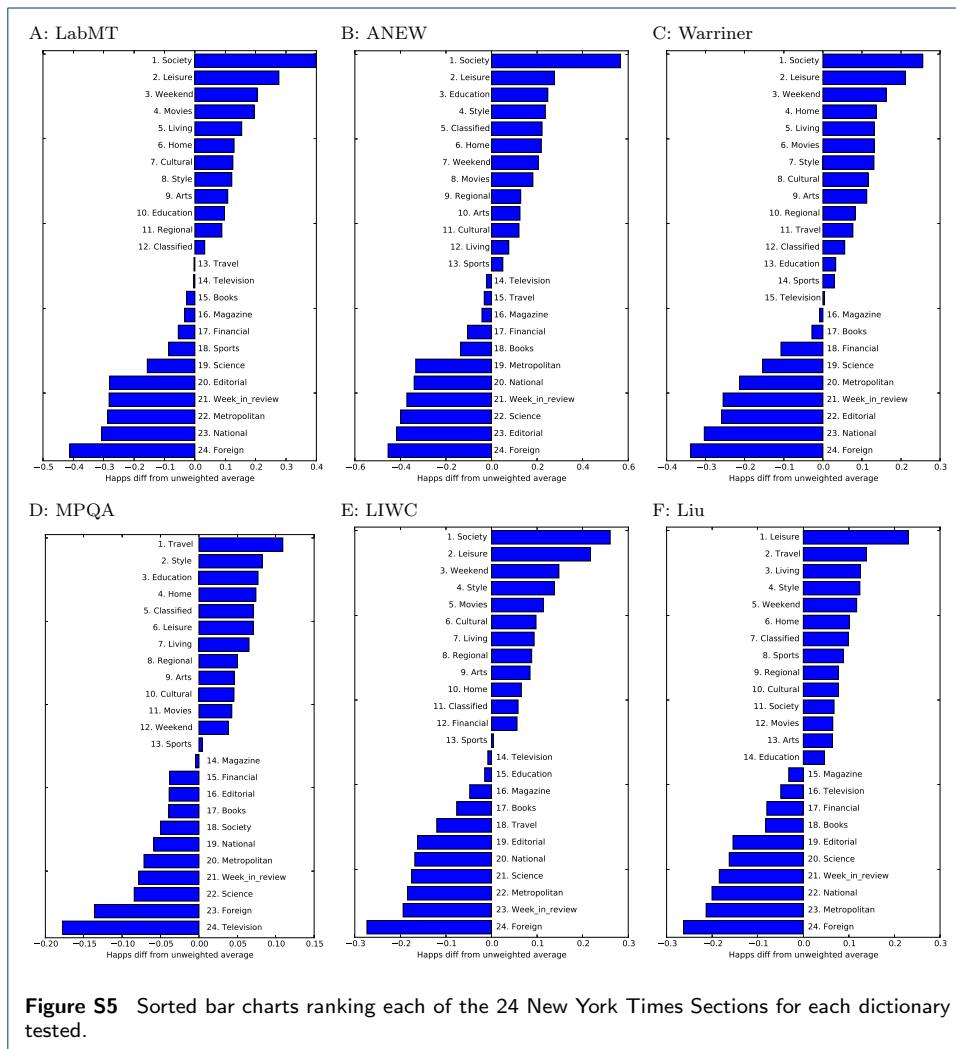 A: LabMT
1. Society
2. Leisure
3. Weekend
4. Movies
5. Living
6. Home
7. Cultural
8. Style
9. Arts
10. Education
11. Regional
12. Classified
13. Travel
14. Television
15. Books
16. Magazine
17. Financial
18. Sports
19. Science
20. Editorial
21. Week_in_review
22. Metropolitan
23. National
24. Foreign
−0.5 −0.4 −0.3 −0.2 −0.1 0.0 0.1 0.2 0.3 0.4
Happs diff from unweighted average
B: ANEW
1. Society
2. Leisure
3. Education
4. Style
5. Classified
6. Home
7. Weekend
8. Movies
9. Regional
10. Arts
11. Cultural
12. Living
13. Sports
14. Television
15. Travel
16. Magazine
17. Financial
18. Books
19. Metropolitan
20. National
21. Week_in_review
22. Science
23. Editorial
24. Foreign
−0.6 −0.4 −0.2 0.0 0.2 0.4 0.6
Happs diff from unweighted average
C: Warriner
1. Society
2. Leisure
3. Weekend
4. Home
5. Living
6. Movies
7. Style
8. Cultural
9. Arts
10. Regional
11. Travel
12. Classified
13. Education
14. Sports
15. Television
16. Magazine
17. Books
18. Financial
19. Science
20. Metropolitan
21. Week_in_review
22. Editorial
23. National
24. Foreign
−0.4 −0.3 −0.2 −0.1 0.0 0.1 0.2 0.3
Happs diff from unweighted average
D: MPQA
1. Travel
2. Style
3. Education
4. Home
5. Classified
6. Leisure
7. Living
8. Regional
9. Arts
10. Cultural
11. Movies
12. Weekend
13. Sports
14. Magazine
15. Financial
16. Editorial
17. Books
18. Society
19. National
20. Metropolitan
21. Week_in_review
22. Science
23. Foreign
24. Television
−0.20 −0.15 −0.10 −0.05 0.00 0.05 0.10 0.15
Happs diff from unweighted average
E: LIWC
1. Society
2. Leisure
3. Weekend
4. Style
5. Movies
6. Cultural
7. Living
8. Regional
9. Arts
10. Home
11. Classified
12. Financial
13. Sports
14. Television
15. Education
16. Magazine
17. Books
18. Travel
19. Editorial
20. National
21. Science
22. Metropolitan
23. Week_in_review
24. Foreign
−0.3 −0.2 −0.1 0.0 0.1 0.2 0.3
Happs diff from unweighted average
F: Liu
1. Leisure
2. Travel
3. Living
4. Style
5. Weekend
6. Home
7. Classified
8. Sports
9. Regional
10. Cultural
11. Society
12. Movies
13. Arts
14. Education
15. Magazine
16. Television
17. Financial
18. Books
19. Editorial
20. Science
21. Week_in_review
22. National
23. Metropolitan
24. Foreign
−0.3 −0.2 −0.1 0.0 0.1 0.2 0.3
Happs diff from unweighted average
Figure S5 Sorted bar charts ranking each of the 24 New York Times Sections for each dictionary
tested.